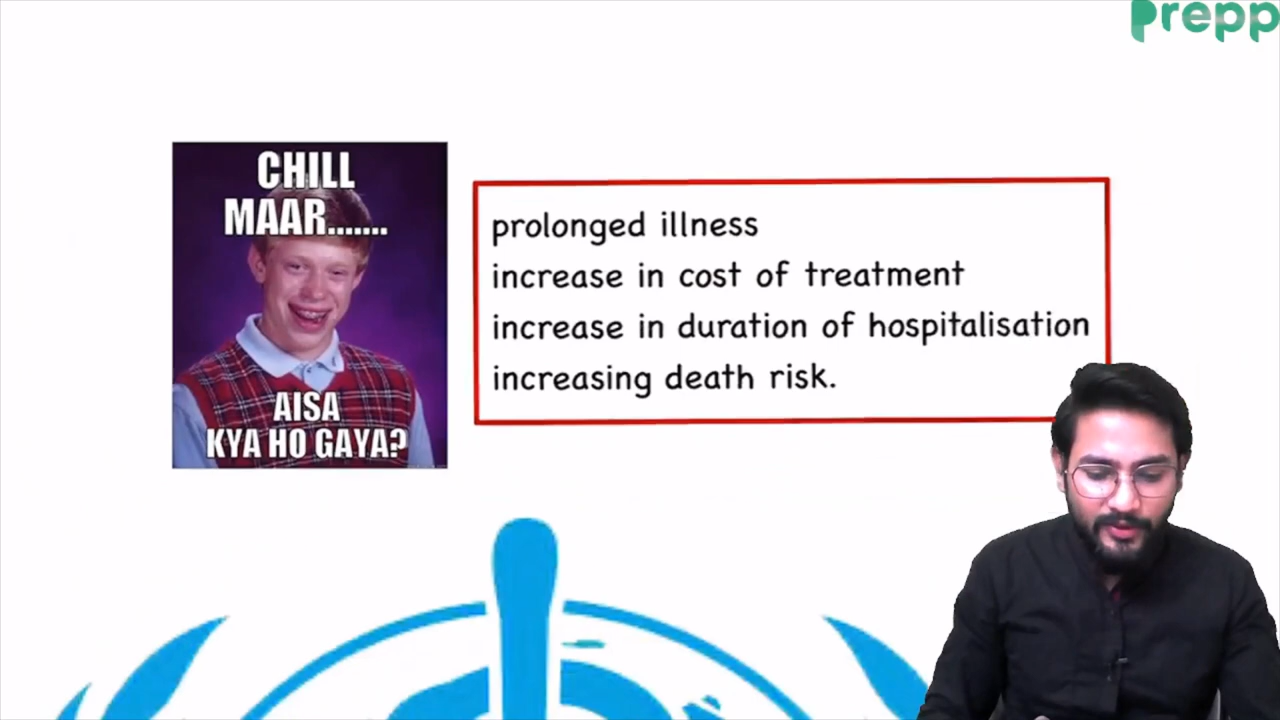 prepp
CHILL
MAAR.......
AISA
KYA HO GAYA?
prolonged illness
increase in cost of treatment
increase in duration of hospitalisation
increasing death risk.